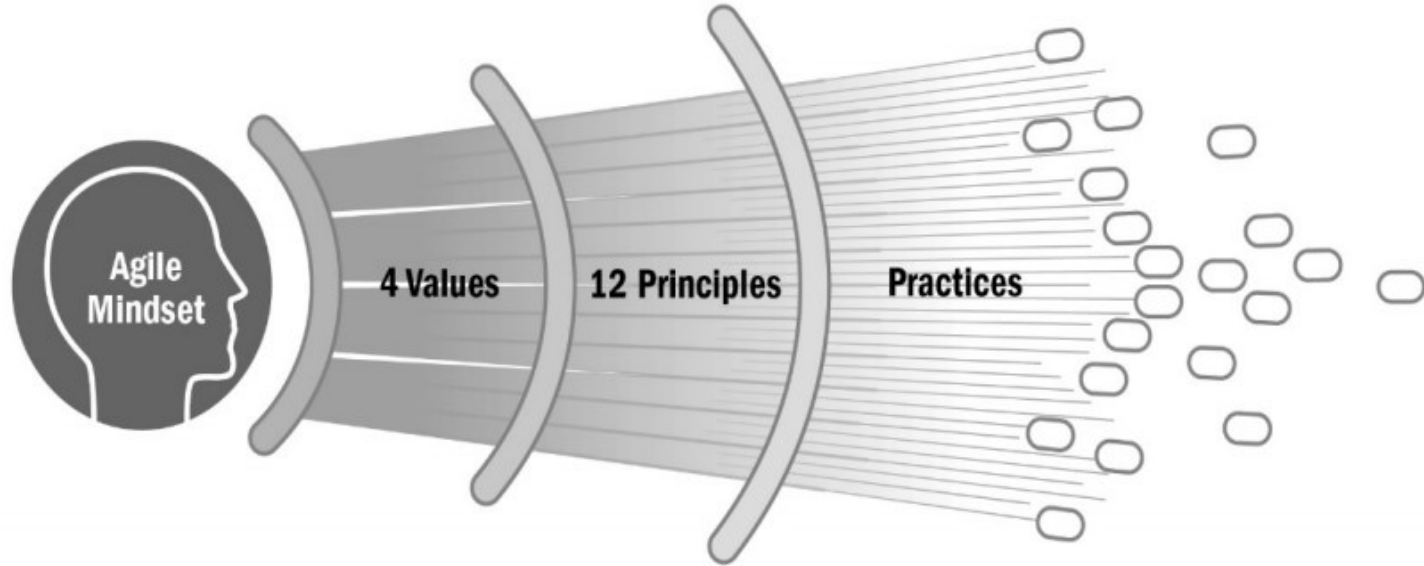 Agile
Mindset
4 Values
12 Principles
Practices